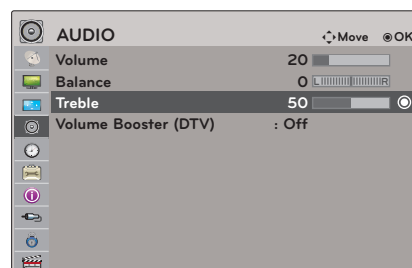 AUDIO Move OK
Volume 20
Balance 0 L R
Treble 50
Volume Booster (DTV) : Off